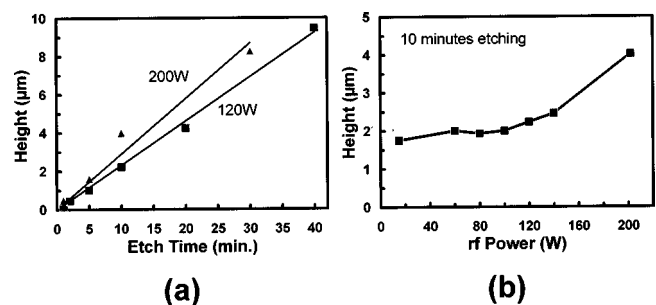 10
8
6
4
2
0
Height (µm)
200W
120W
0 5 10 15 20 25 30 35 40
Etch Time (min.)
(a)
5
4
3
2
1
0
Height (µm)
10 minutes etching
0 40 80 120 160 200
rf Power (W)
(b)